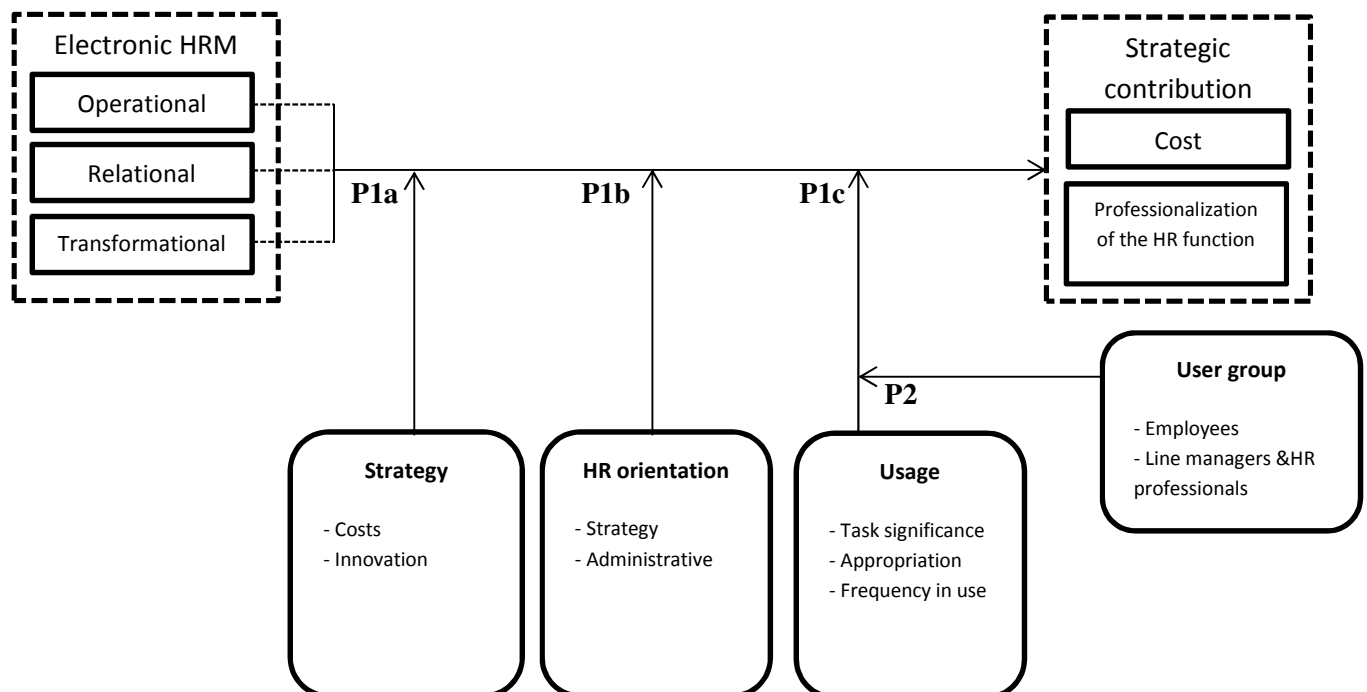 Electronic HRM
Operational
Relational
Transformational
Strategic
contribution
Cost
Professionalization
of the HR function
P1a
P1b
P1c
P2
User group
- Employees
- Line managers &HR
professionals
Strategy
- Costs
- Innovation
HR orientation
- Strategy
- Administrative
Usage
- Task significance
- Appropriation
- Frequency in use